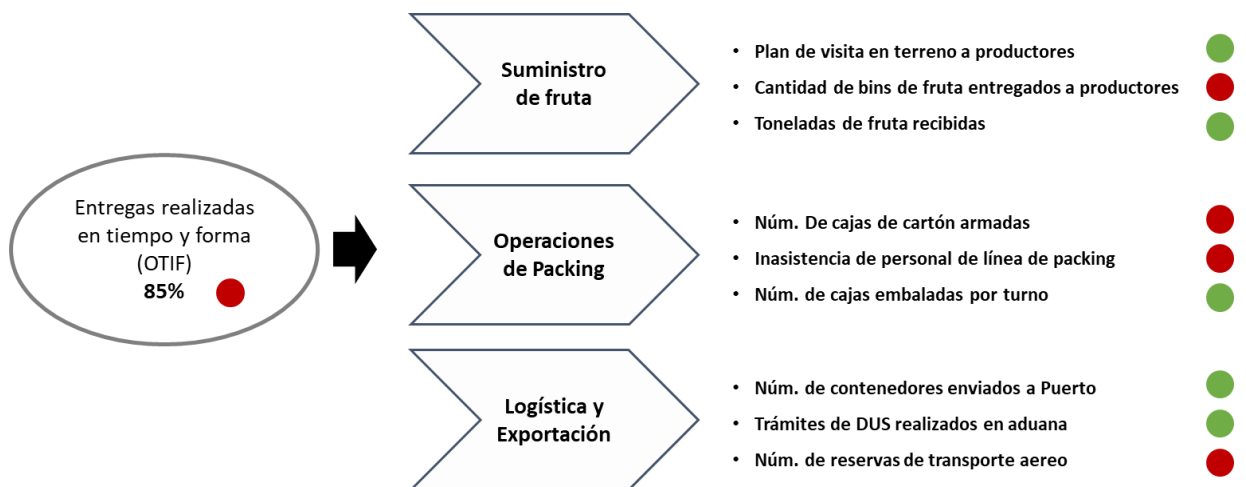 Suministro
de fruta
• Plan de visita en terreno a productores
• Cantidad de bins de fruta entregados a productores
• Toneladas de fruta recibidas
Entregas realizadas
en tiempo y forma
(OTIF)
85%
Operaciones
de Packing
• Núm. De cajas de cartón armadas
• Inasistencia de personal de línea de packing
• Núm. de cajas embaladas por turno
Logística y
Exportación
• Núm. de contenedores enviados a Puerto
• Trámites de DUS realizados en aduana
• Núm. de reservas de transporte aereo